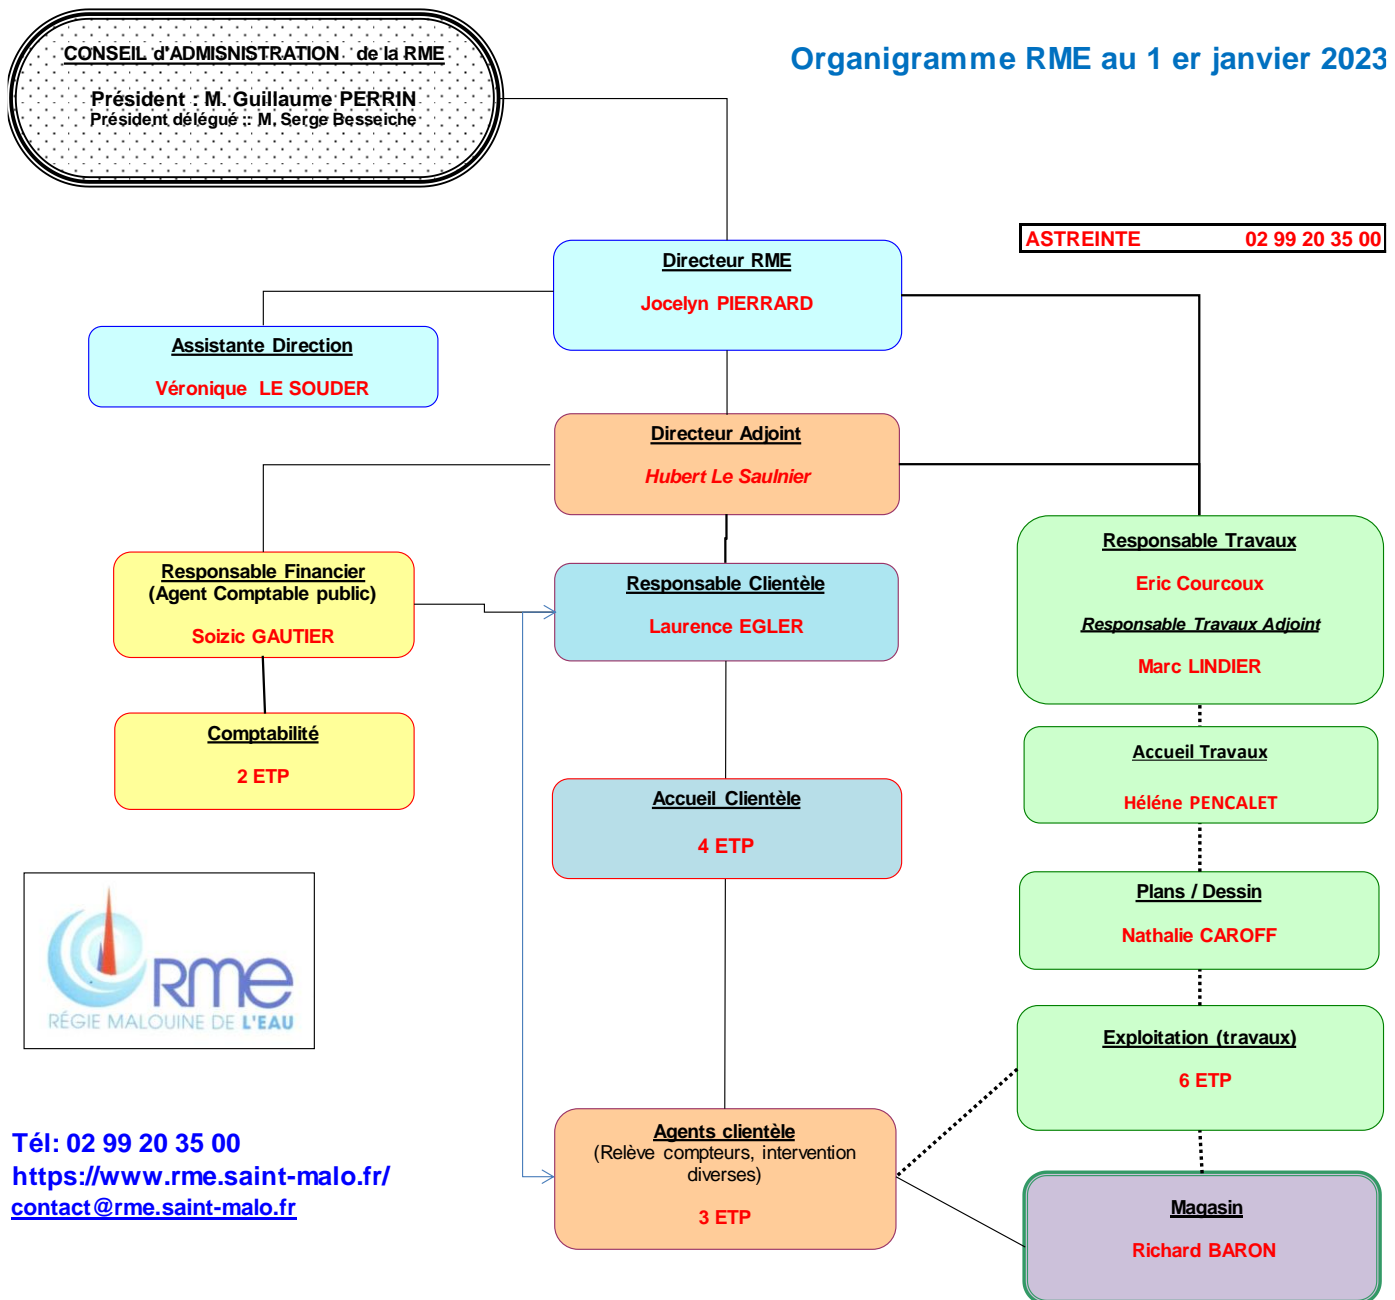 CONSEIL d'ADMISNISTRATION de la RME
Président : M. Guillaume PERRIN
Président délégué :: M. Serge Besseiche
Organigramme RME au 1 er janvier 2023
ASTREINTE 02 99 20 35 00
Directeur RME
Jocelyn PIERRARD
Assistante Direction
Véronique LE SOUDER
Directeur Adjoint
Hubert Le Saulnier
Responsable Financier
(Agent Comptable public)
Soizic GAUTIER
Responsable Clientèle
Laurence EGLER
Responsable Travaux
Eric Courcoux
Responsable Travaux Adjoint
Marc LINDIER
Comptabilité
2 ETP
Accueil Clientèle
4 ETP
Accueil Travaux
Héléne PENCALET
Plans / Dessin
Nathalie CAROFF
RME
RÉGIE MALOUINE DE L'EAU
Exploitation (travaux)
6 ETP
Agents clientèle
(Relève compteurs, intervention
diverses)
3 ETP
Magasin
Richard BARON
Tél: 02 99 20 35 00
https://www.rme.saint-malo.fr/
contact@rme.saint-malo.fr